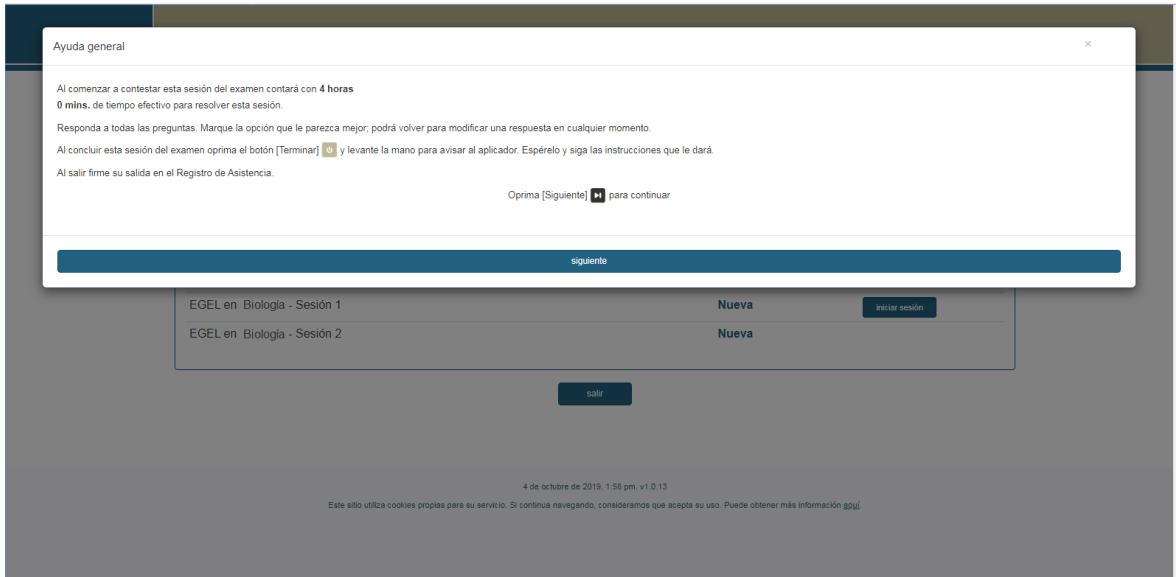 Ayuda general
×
Al comenzar a contestar esta sesión del examen contará con 4 horas
0 mins. de tiempo efectivo para resolver esta sesión.
Responda a todas las preguntas. Marque la opción que le parezca mejor; podrá volver para modificar una respuesta en cualquier momento.
Al concluir esta sesión del examen oprima el botón [Terminar] y levante la mano para avisar al aplicador. Espérelo y siga las instrucciones que le dará.
Al salir firme su salida en el Registro de Asistencia.
Oprima [Siguiente] para continuar
siguiente
EGEL en Biología - Sesión 1 Nueva iniciar sesión
EGEL en Biología - Sesión 2 Nueva
salir
4 de octubre de 2019, 1:58 pm. v1.0.13
Este sitio utiliza cookies propias para su servicio. Si continua navegando, consideramos que acepta su uso. Puede obtener más información aquí.